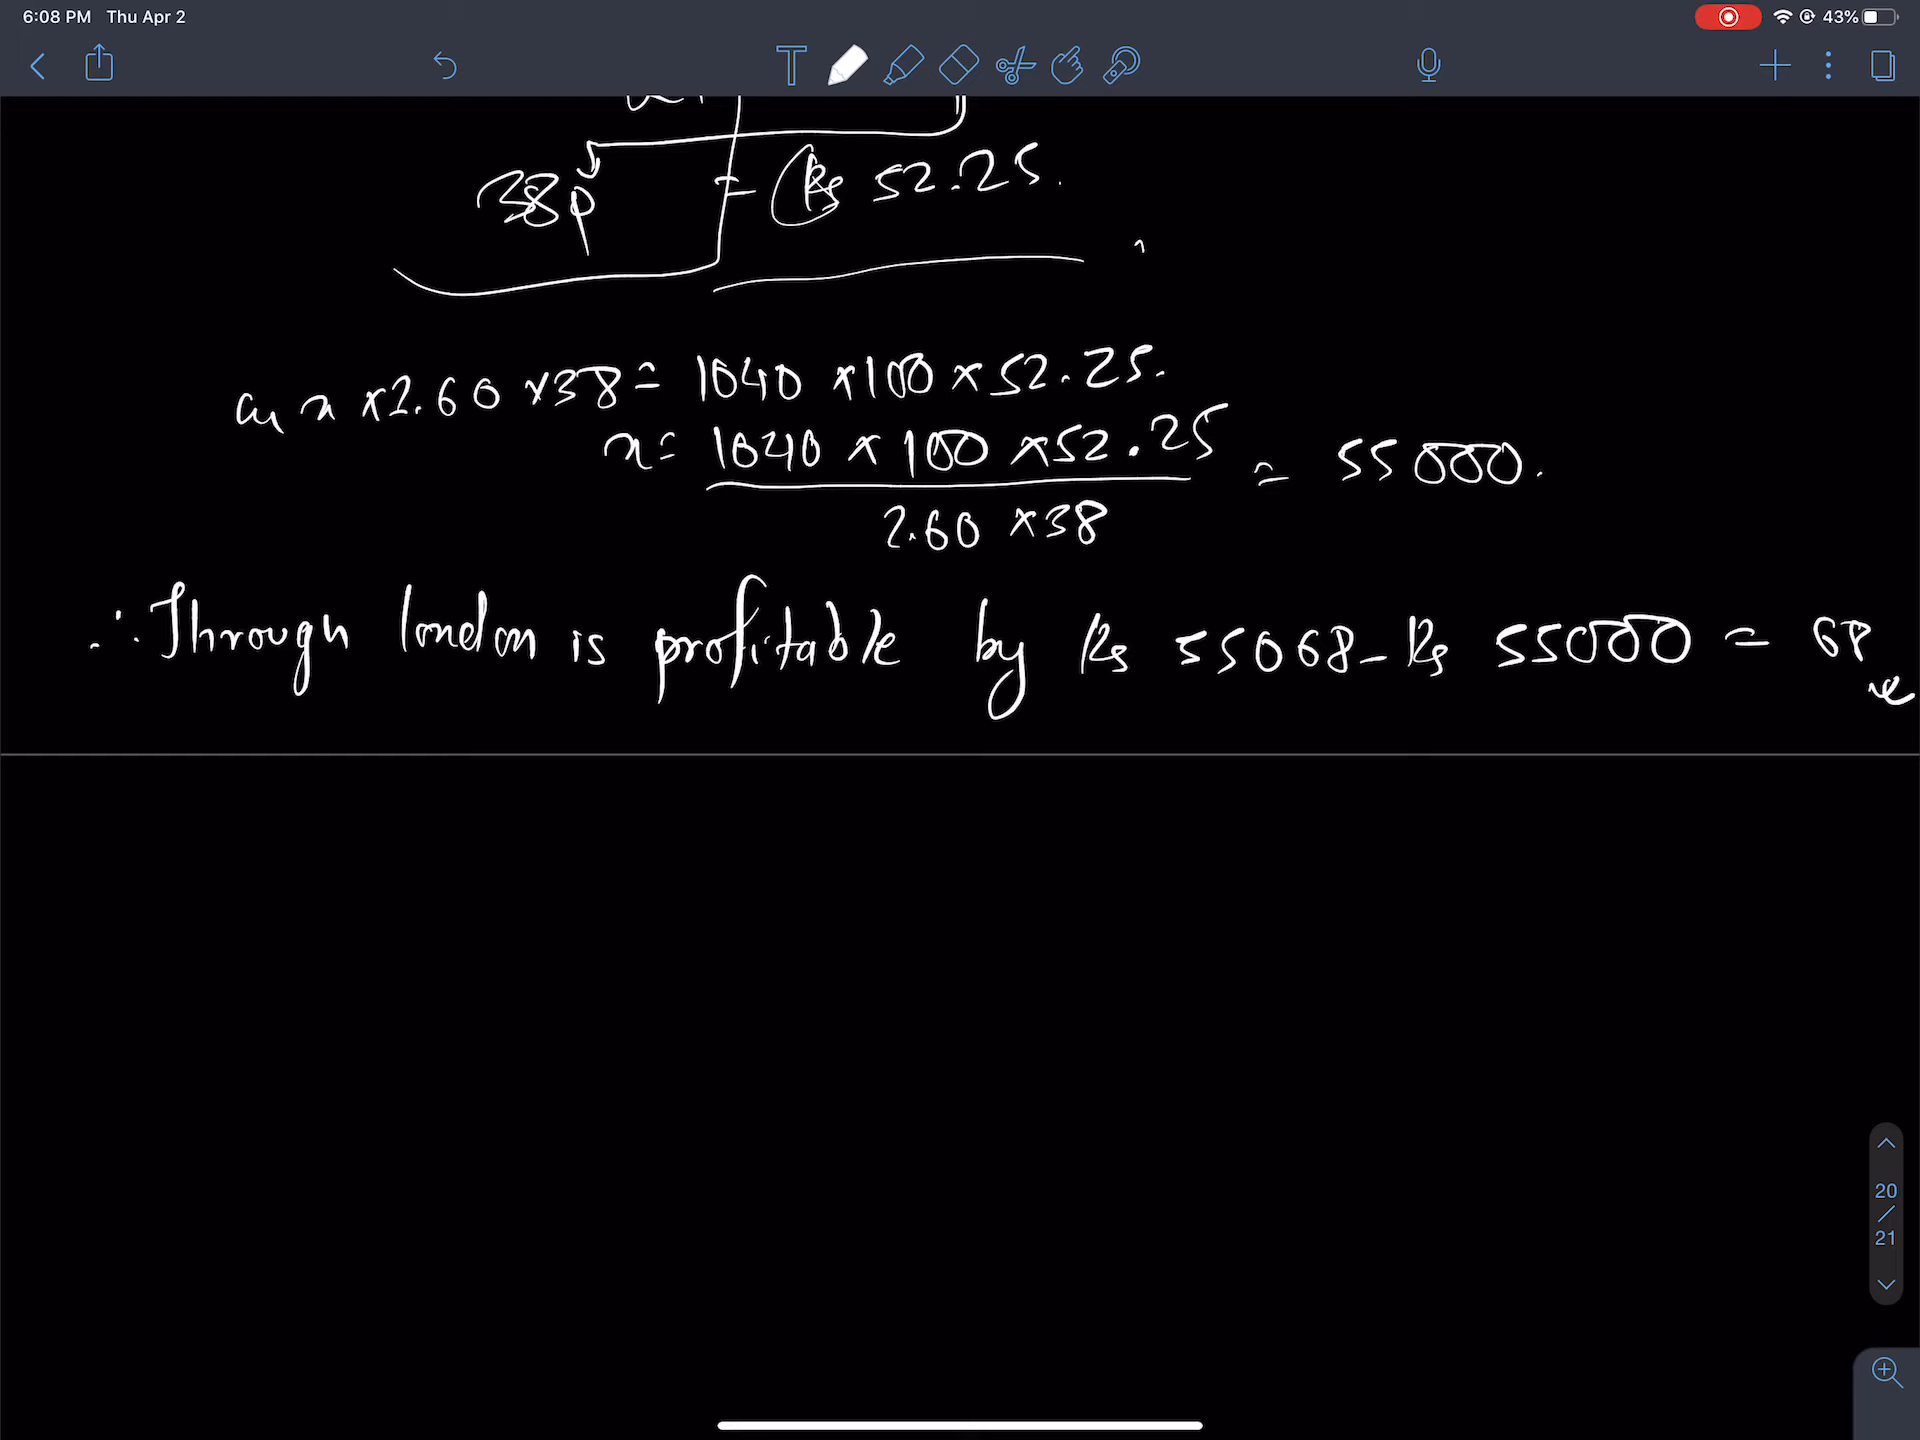 6:08 PM Thu Apr 2
43%
T
38p = Rs 52.25.
x × 2.60 × 38 = 1040 × 100 × 52.25.
x = 1040 × 100 × 52.25 = 55000.
2.60 × 38
∴ Through london is profitable by Rs 55068 - Rs 55000 = 68
20
/
21